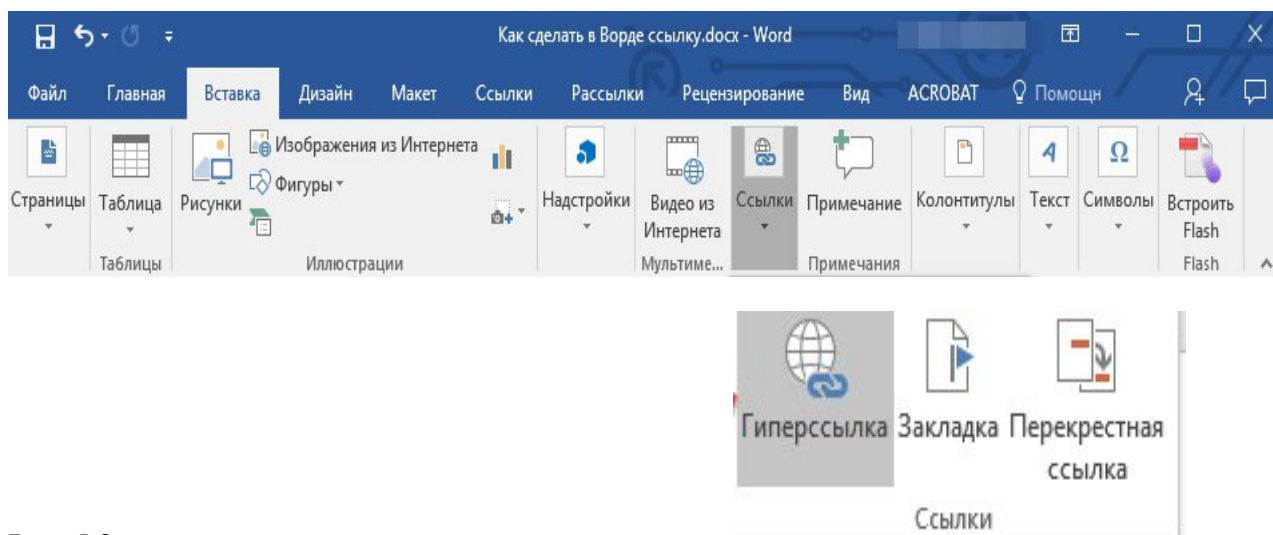 Как сделать в Ворде ссылку.docx - Word
Файл Главная Вставка Дизайн Макет Ссылки Рассылки Рецензирование Вид ACROBAT Помощн
Изображения из Интернета
Фигуры
Страницы Таблица Рисунки Надстройки Видео из Интернета Ссылки Примечание Колонтитулы Текст Символы Встроить Flash
Таблицы Иллюстрации Мультиме... Примечания Flash
Гиперссылка Закладка Перекрестная
ссылка
Ссылки